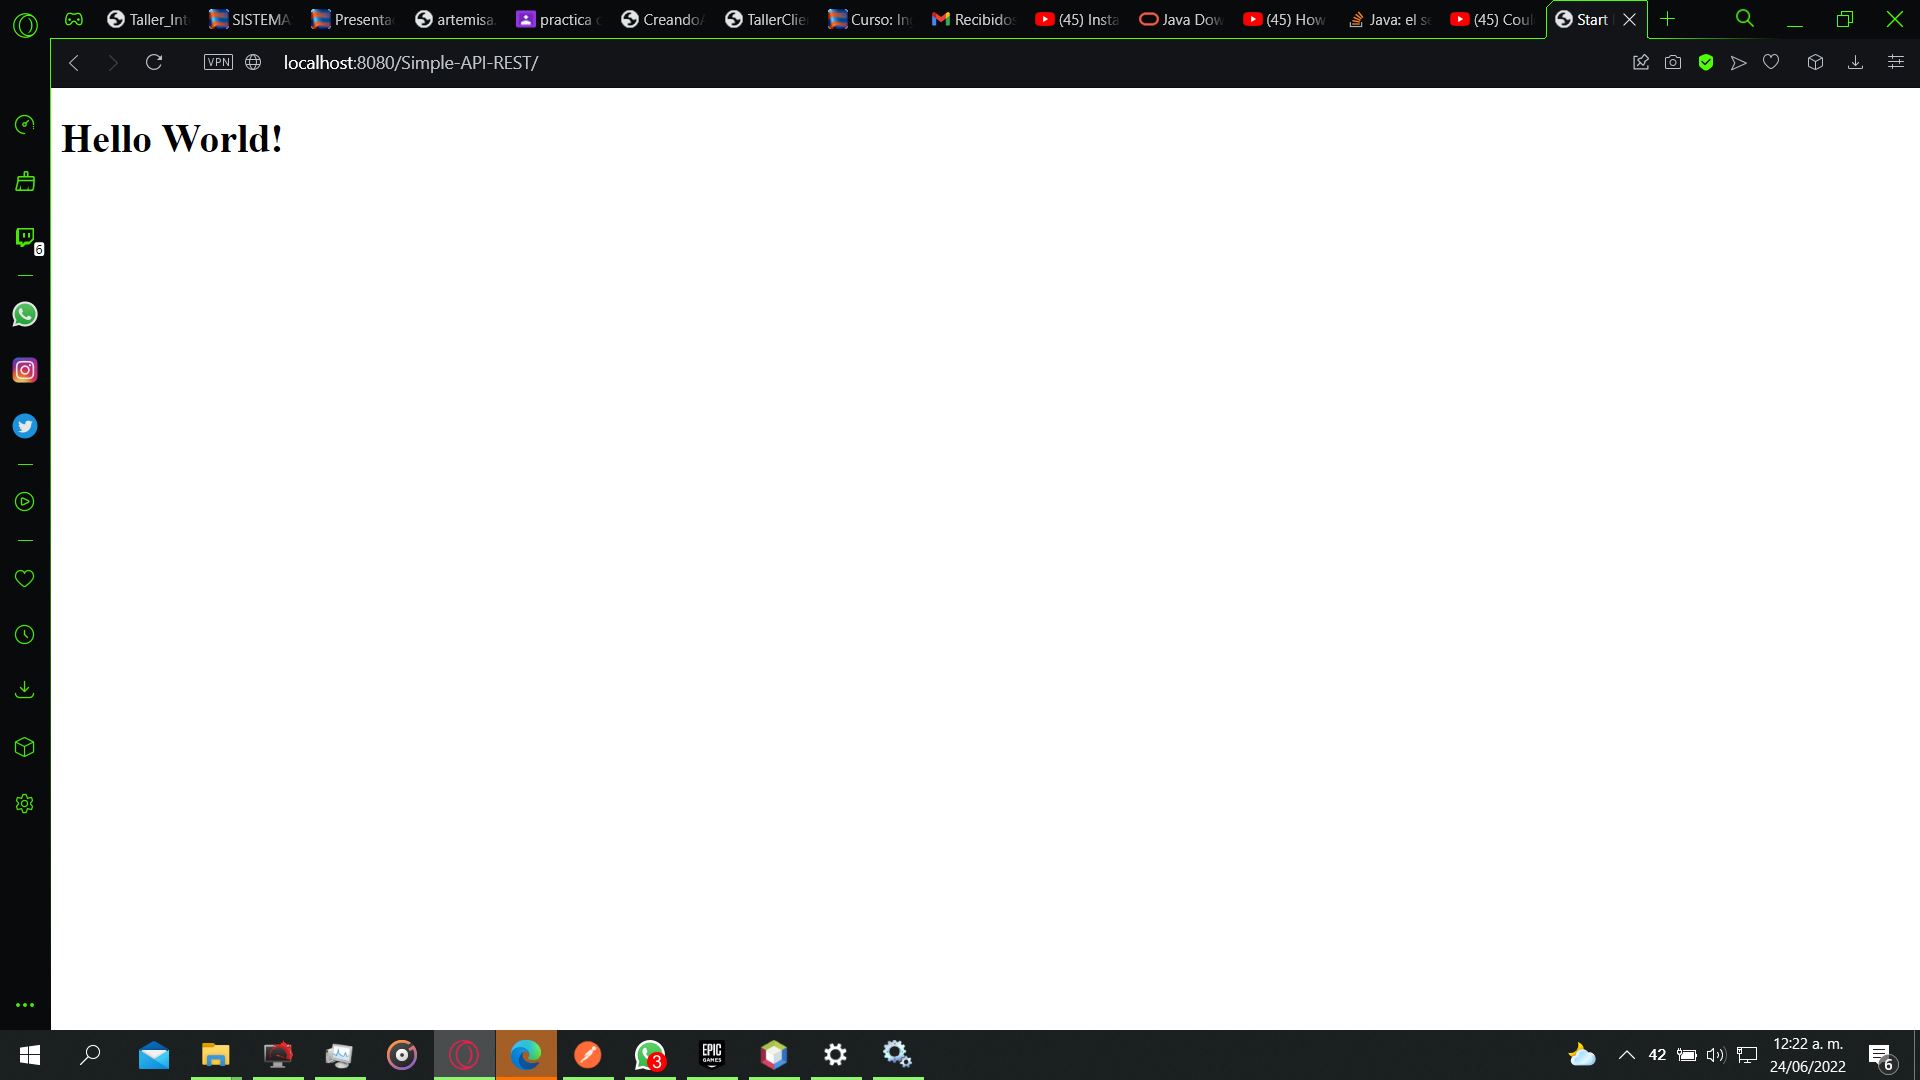 Taller_Int
SISTEMA
Presenta
artemisa.
practica
Creando
TallerClie
Curso: In
Recibidos
(45) Insta
Java Dow
(45) How
Java: el se
(45) Coul
Start
VPN
localhost:8080/Simple-API-REST/
Hello World!
6
3
EPIC
GAMES
42
12:22 a. m.
24/06/2022
6